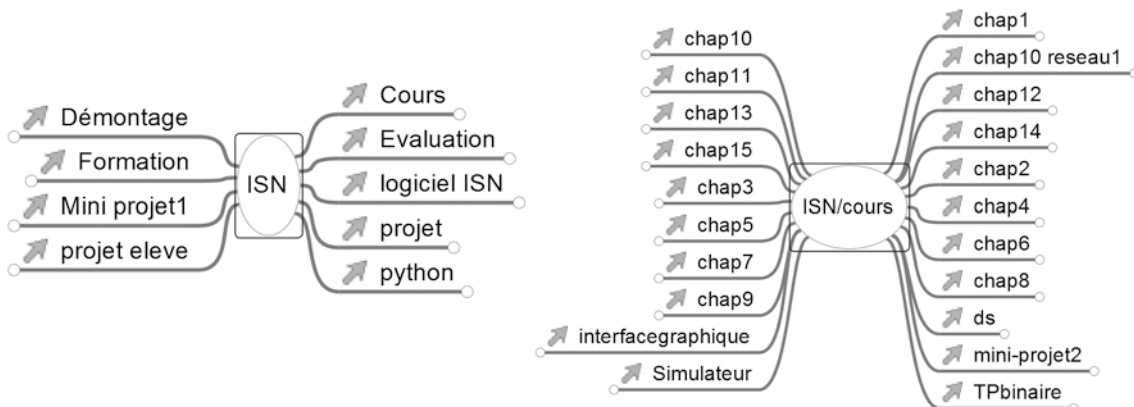 Démontage
Formation
Mini projet1
projet eleve
ISN
Cours
Evaluation
logiciel ISN
projet
python
chap10
chap11
chap13
chap15
chap3
chap5
chap7
chap9
interfacegraphique
Simulateur
ISN/cours
chap1
chap10 reseau1
chap12
chap14
chap2
chap4
chap6
chap8
ds
mini-projet2
TPbinaire